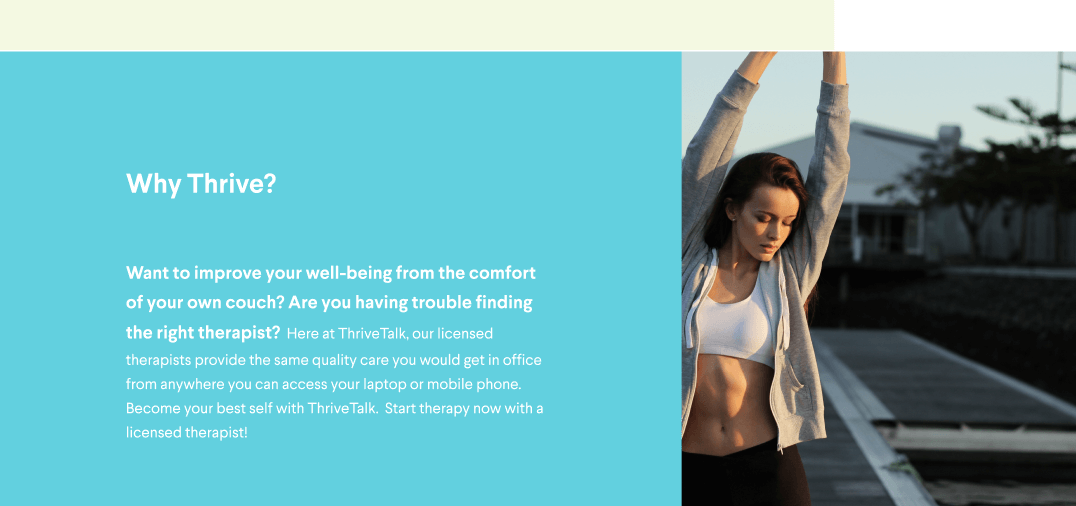 Why Thrive?
Want to improve your well-being from the comfort
of your own couch? Are you having trouble finding
the right therapist? Here at ThriveTalk, our licensed
therapists provide the same quality care you would get in office
from anywhere you can access your laptop or mobile phone.
Become your best self with ThriveTalk. Start therapy now with a
licensed therapist!